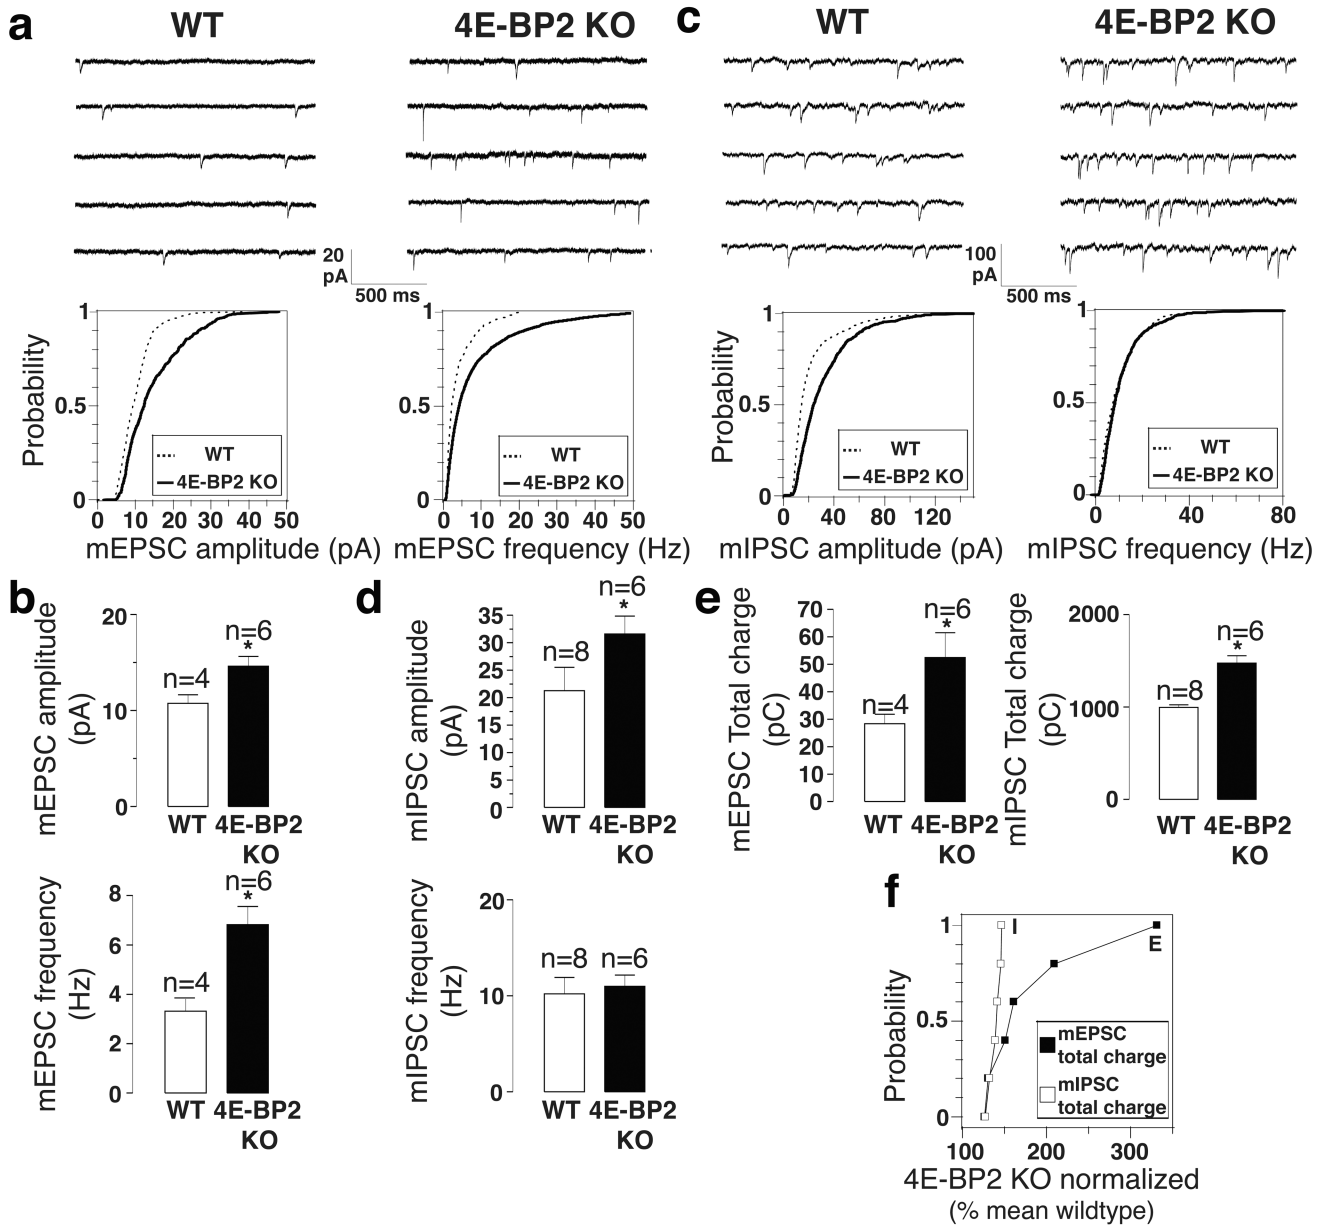 a
WT
4E-BP2 KO
20
pA
500 ms
Probability
1
0.5
0
0 10 20 30 40 50
WT
4E-BP2 KO
mEPSC amplitude (pA)
1
0.5
0
0 10 20 30 40 50
WT
4E-BP2 KO
mEPSC frequency (Hz)
c
WT
4E-BP2 KO
100
pA
500 ms
Probability
1
0.5
0
0 40 80 120
WT
4E-BP2 KO
mIPSC amplitude (pA)
1
0.5
0
0 40 80
WT
4E-BP2 KO
mIPSC frequency (Hz)
b
mEPSC amplitude
(pA)
20
10
0
n=4
n=6
*
WT 4E-BP2
KO
mEPSC frequency
(Hz)
8
6
4
2
0
n=4
n=6
*
WT 4E-BP2
KO
d
mIPSC amplitude
(pA)
35
30
25
20
15
10
5
0
n=8
n=6
*
WT 4E-BP2
KO
mIPSC frequency
(Hz)
20
10
0
n=8 n=6
WT 4E-BP2
KO
e
mEPSC Total charge
(pC)
70
60
50
40
30
20
10
0
n=4
n=6
*
WT 4E-BP2
KO
mIPSC Total charge
(pC)
2000
1000
0
n=8
n=6
*
WT 4E-BP2
KO
f
Probability
1
0.5
0
I
E
mEPSC
total charge
mIPSC
total charge
100 200 300
4E-BP2 KO normalized
(% mean wildtype)